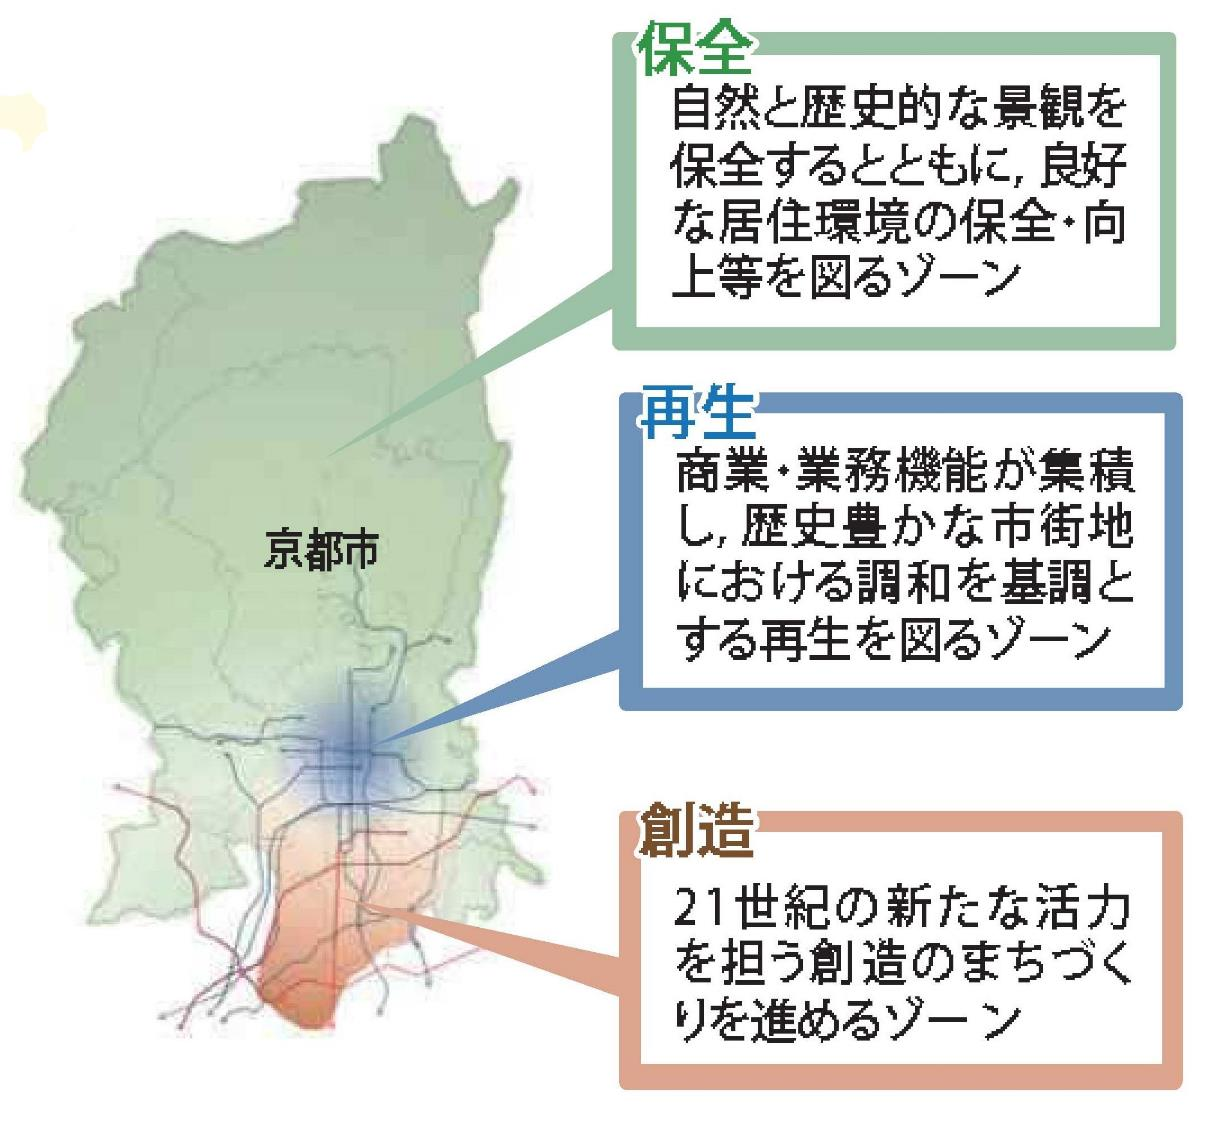 保全
自然と歴史的な景観を
保全するとともに, 良好
な居住環境の保全・向
上等を図るゾーン
京都市
再生
商業・業務機能が集積
し, 歴史豊かな市街地
における調和を基調と
する再生を図るゾーン
創造
21世紀の新たな活力
を担う創造のまちづく
りを進めるゾーン